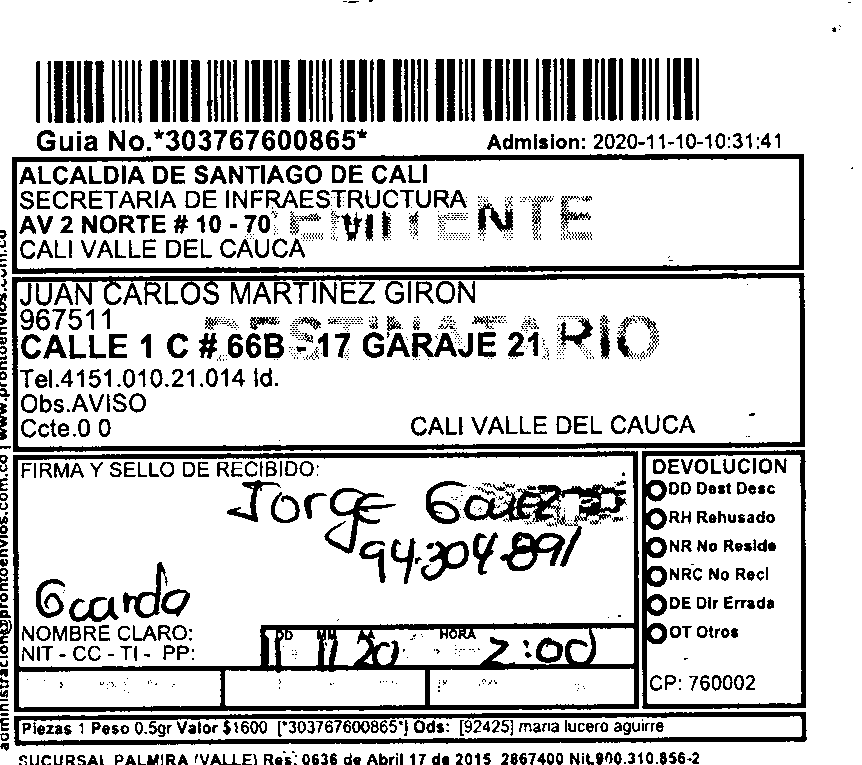 Guia No.*303767600865*
Admision: 2020-11-10-10:31:41
ALCALDIA DE SANTIAGO DE CALI
SECRETARIA DE INFRAESTRUCTURA
AV 2 NORTE # 10 - 70
CALI VALLE DEL CAUCA
JUAN CARLOS MARTINEZ GIRON
967511
DESTINATARIO
CALLE 1 C # 66B - 17 GARAJE 21
Tel.4151.010.21.014 Id.
Obs.AVISO
Ccte.0 0
CALI VALLE DEL CAUCA
FIRMA Y SELLO DE RECIBIDO:
Jorge
94.304.891
Gcarda
NOMBRE CLARO:
NIT - CC - TI - PP:
DD MM AA HORA
11 11 20 2:00
DEVOLUCION
DD Dest Desc
RH Rehusado
NR No Reside
NRC No Recl
DE Dir Errada
OT Otros
CP: 760002
Piezas 1 Peso 0.5gr Valor $1600 [*303767600865*] Ods: [92425] maria lucero aguirre
SUCURSAL PALMIRA (VALLE) Res: 0636 de Abril 17 de 2015 2867400 Nit.900.310.856-2
administracion@prontoenvios.com.co | www.prontoenvios.com.co